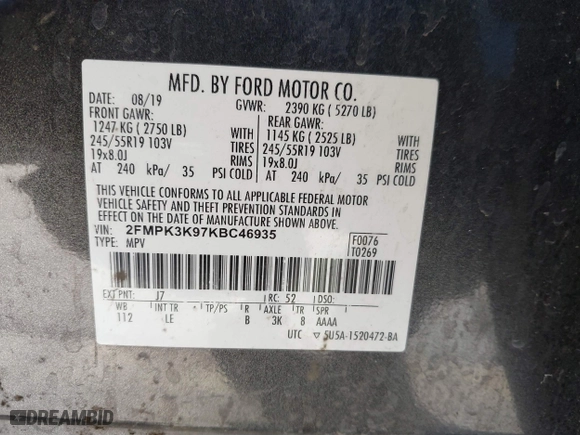 MFD. BY FORD MOTOR CO.
DATE: 08/19 GVWR: 2390 KG ( 5270 LB)
FRONT GAWR: REAR GAWR:
1247 KG ( 2750 LB) WITH 1145 KG ( 2525 LB) WITH
245/55R19 103V TIRES 245/55R19 103V TIRES
19x8.0J RIMS 19x8.0J RIMS
AT 240 kPa/ 35 PSI COLD AT 240 kPa/ 35 PSI COLD
THIS VEHICLE CONFORMS TO ALL APPLICABLE FEDERAL MOTOR
VEHICLE SAFETY AND THEFT PREVENTION STANDARDS IN
EFFECT ON THE DATE OF MANUFACTURE SHOWN ABOVE.
VIN: 2FMPK3K97KBC46935 F0076
TYPE: MPV T0269
EXT PNT: J7 RC: 52 DSO:
WB INT TR TP/PS R AXLE TR SPR
112 LE B 3K 8 AAAA
UTC ▽ 5U5A-1520472-BA
DREAMBID